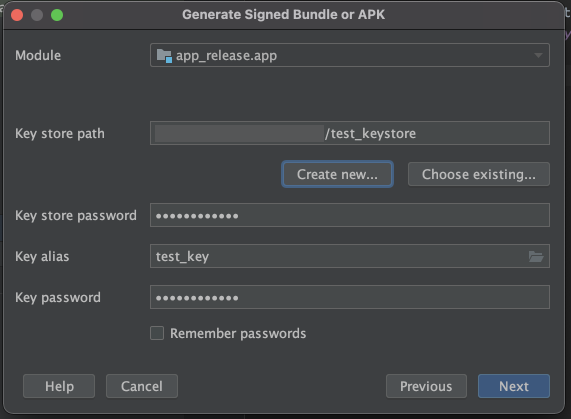 Generate Signed Bundle or APK
Module app_release.app
Key store path /test_keystore
Create new... Choose existing...
Key store password ••••••••••••
Key alias test_key
Key password ••••••••••••
Remember passwords
Help Cancel Previous Next